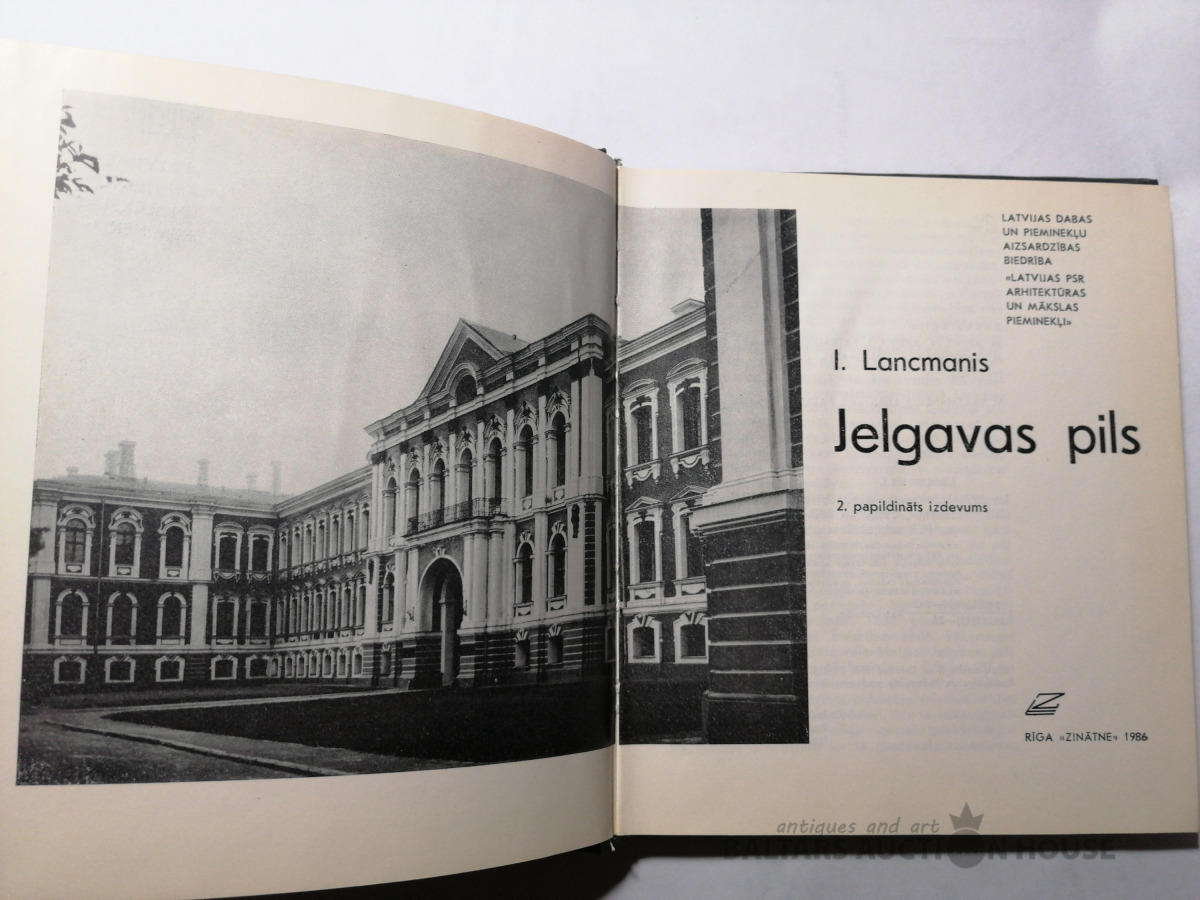 LATVIJAS DABAS
UN PIEMINEKĻU
AIZSARDZĪBAS
BIEDRĪBA
«LATVIJAS PSR
ARHITEKTŪRAS
UN MĀKSLAS
PIEMINEKĻI»
I. Lancmanis
Jelgavas pils
2. papildināts izdevums
RĪGA «ZINĀTNE» 1986
antiques and art
BALTARS AUCTION HOUSE